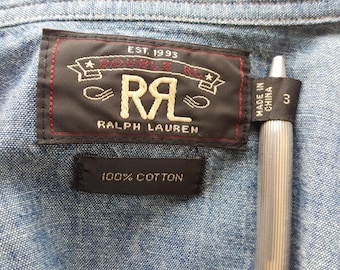 EST. 1993
DOUBLE RL
RRL
RALPH LAUREN
100% COTTON
MADE IN
CHINA
3